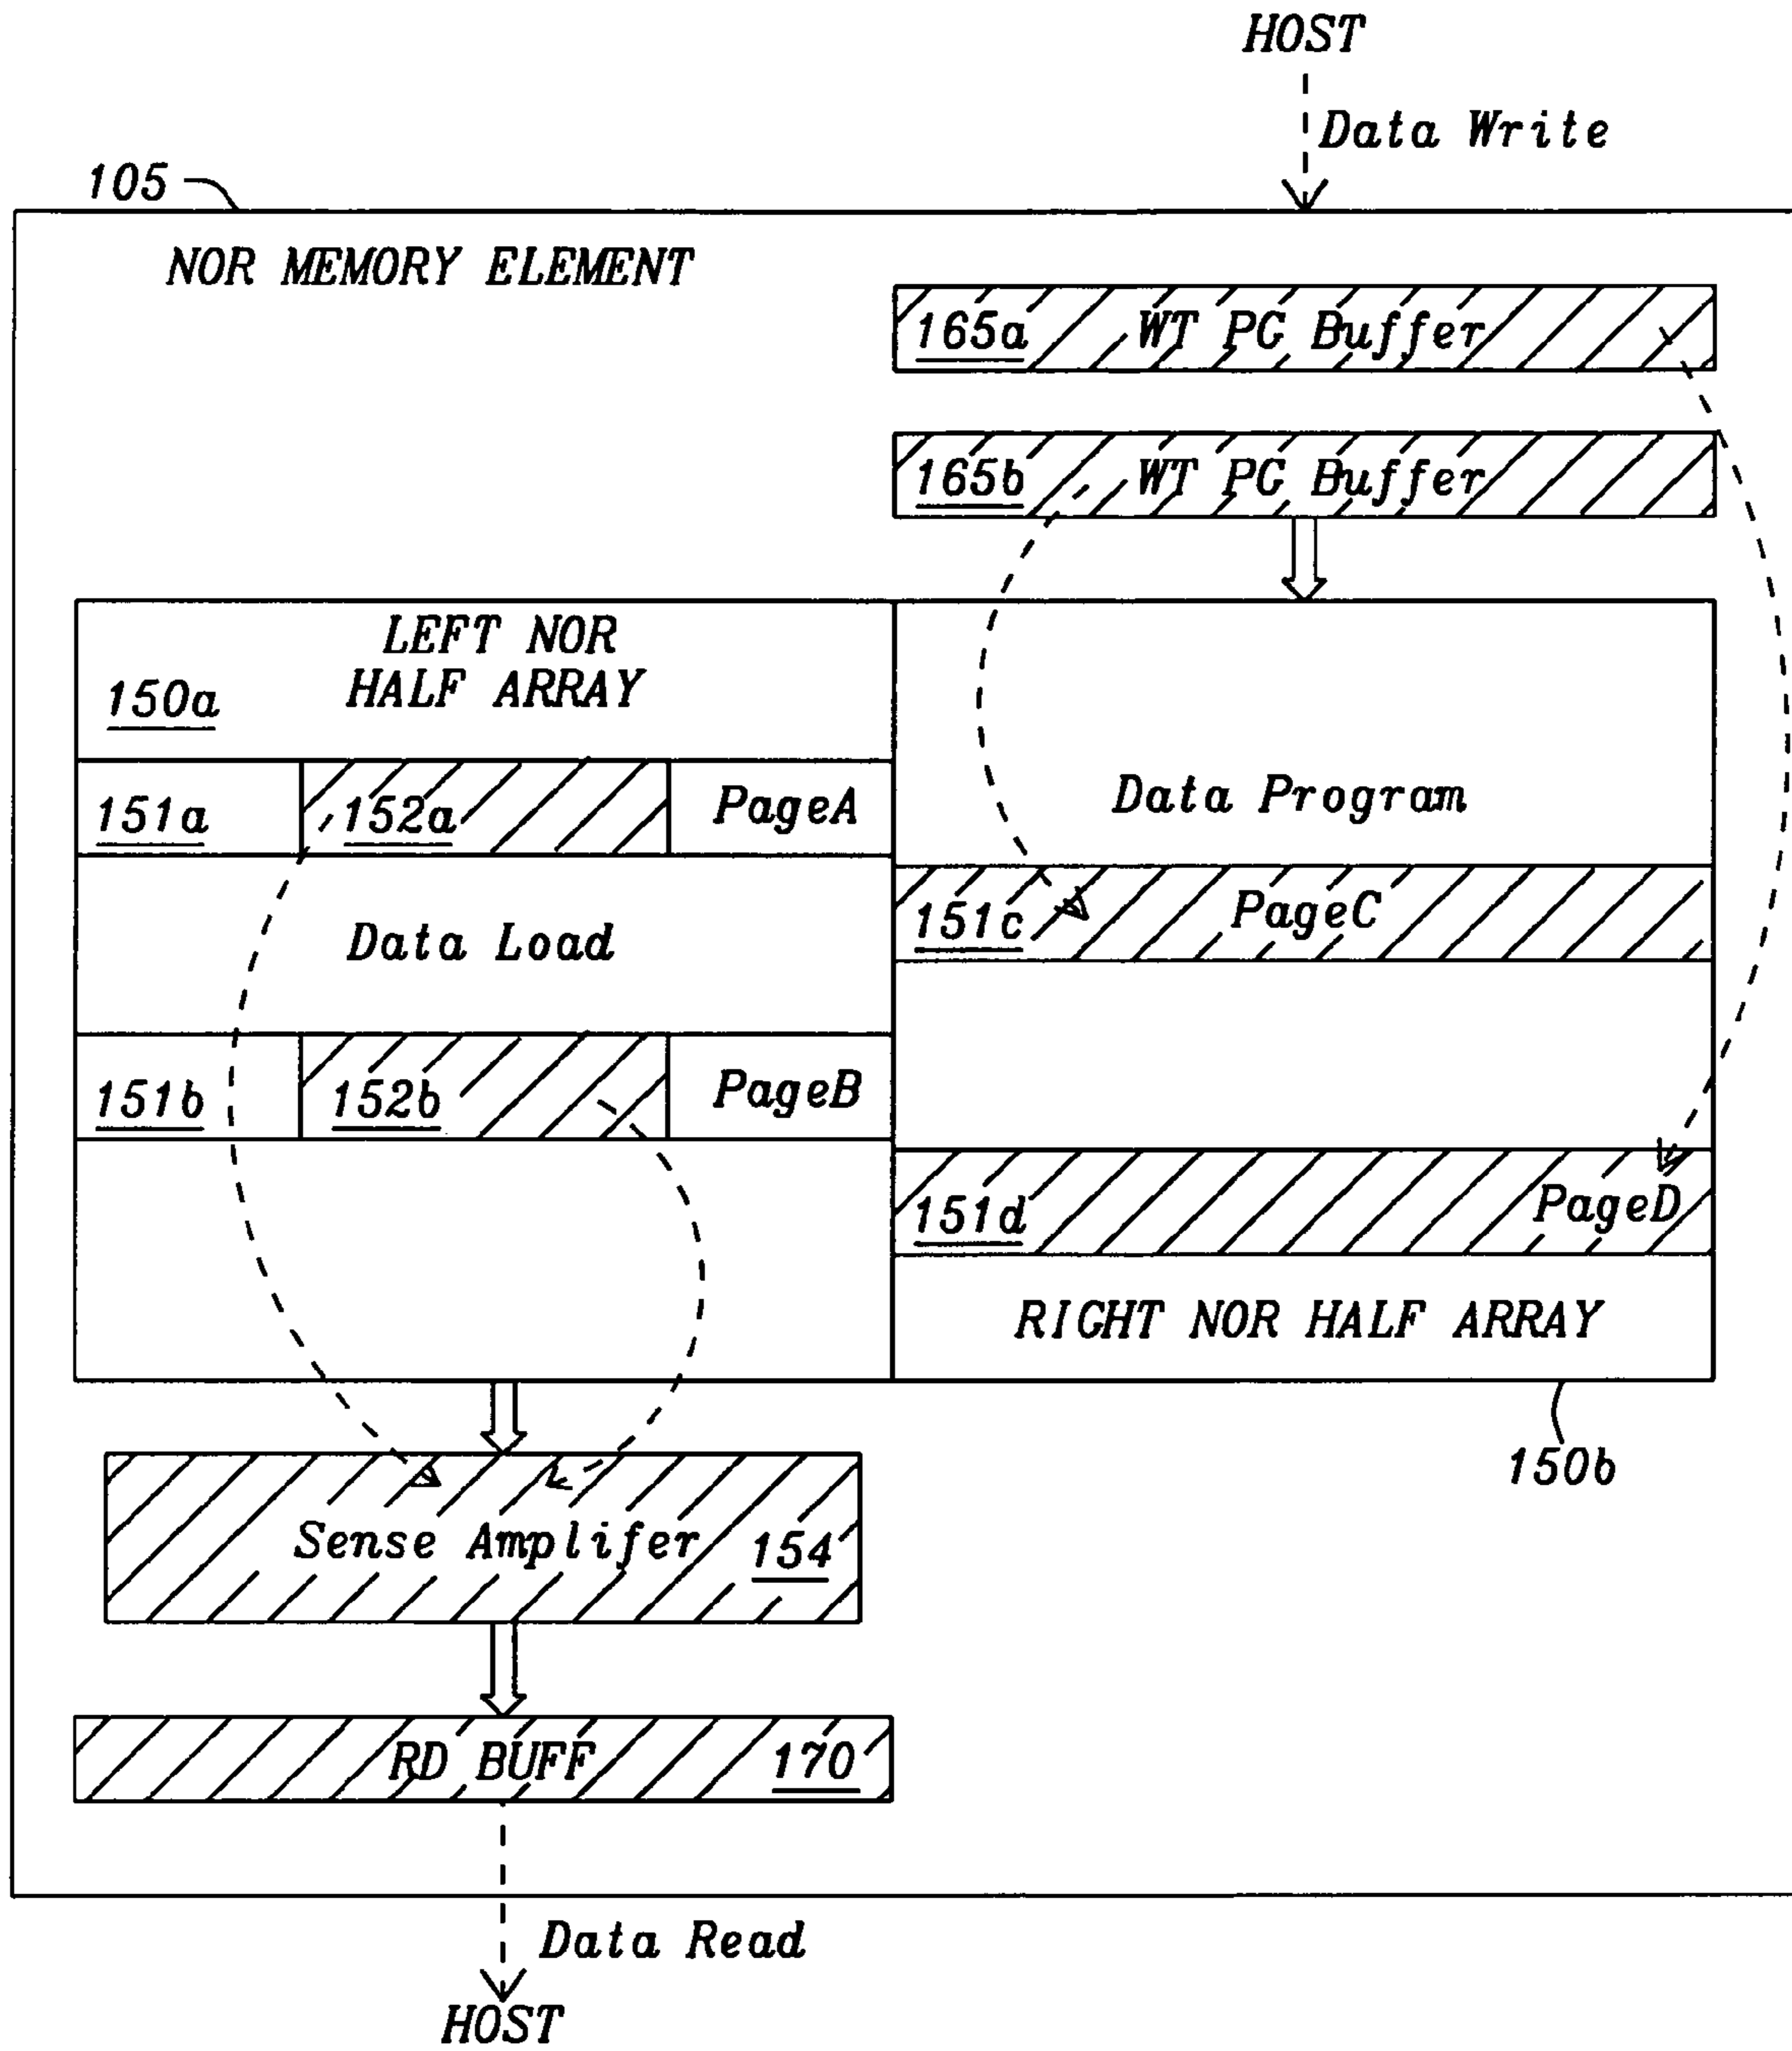 HOST
Data Write
105
NOR MEMORY ELEMENT
165a WT PG Buffer
165b WT PG Buffer
LEFT NOR
HALF ARRAY
150a
151a 152a PageA
Data Program
151c PageC
Data Load
151b 152b PageB
151d PageD
RIGHT NOR HALF ARRAY
150b
Sense Amplifer 154
RD BUFF 170
Data Read
HOST